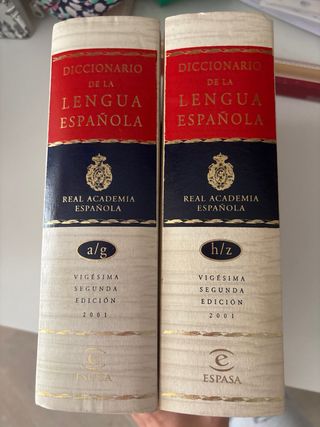 DICCIONARIO
DE LA
LENGUA
ESPAÑOLA
REAL ACADEMIA
ESPAÑOLA
a/g
VIGÉSIMA
SEGUNDA
EDICIÓN
2001
e
ESPASA
DICCIONARIO
DE LA
LENGUA
ESPAÑOLA
REAL ACADEMIA
ESPAÑOLA
h/z
VIGÉSIMA
SEGUNDA
EDICIÓN
2001
e
ESPASA